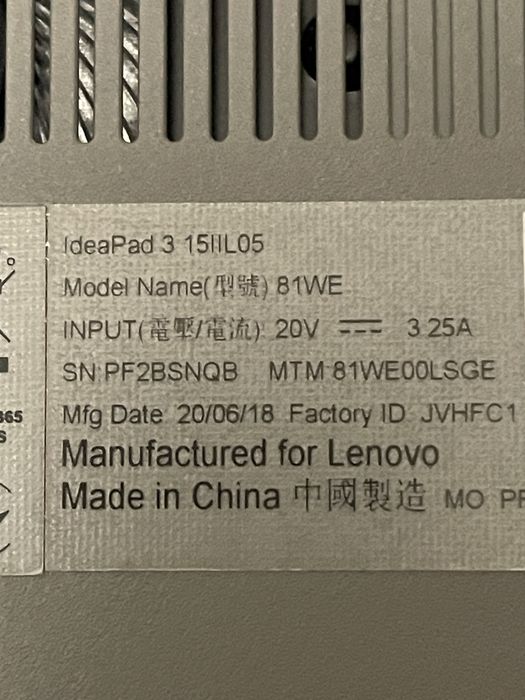 IdeaPad 3 15IIL05
Model Name(型號) 81WE
INPUT(電壓/電流) 20V ⎓ 3.25A
SN:PF2BSNQB MTM:81WE00LSGE
Mfg Date 20/06/18 Factory ID JVHFC1
Manufactured for Lenovo
Made in China 中國製造 MO
365